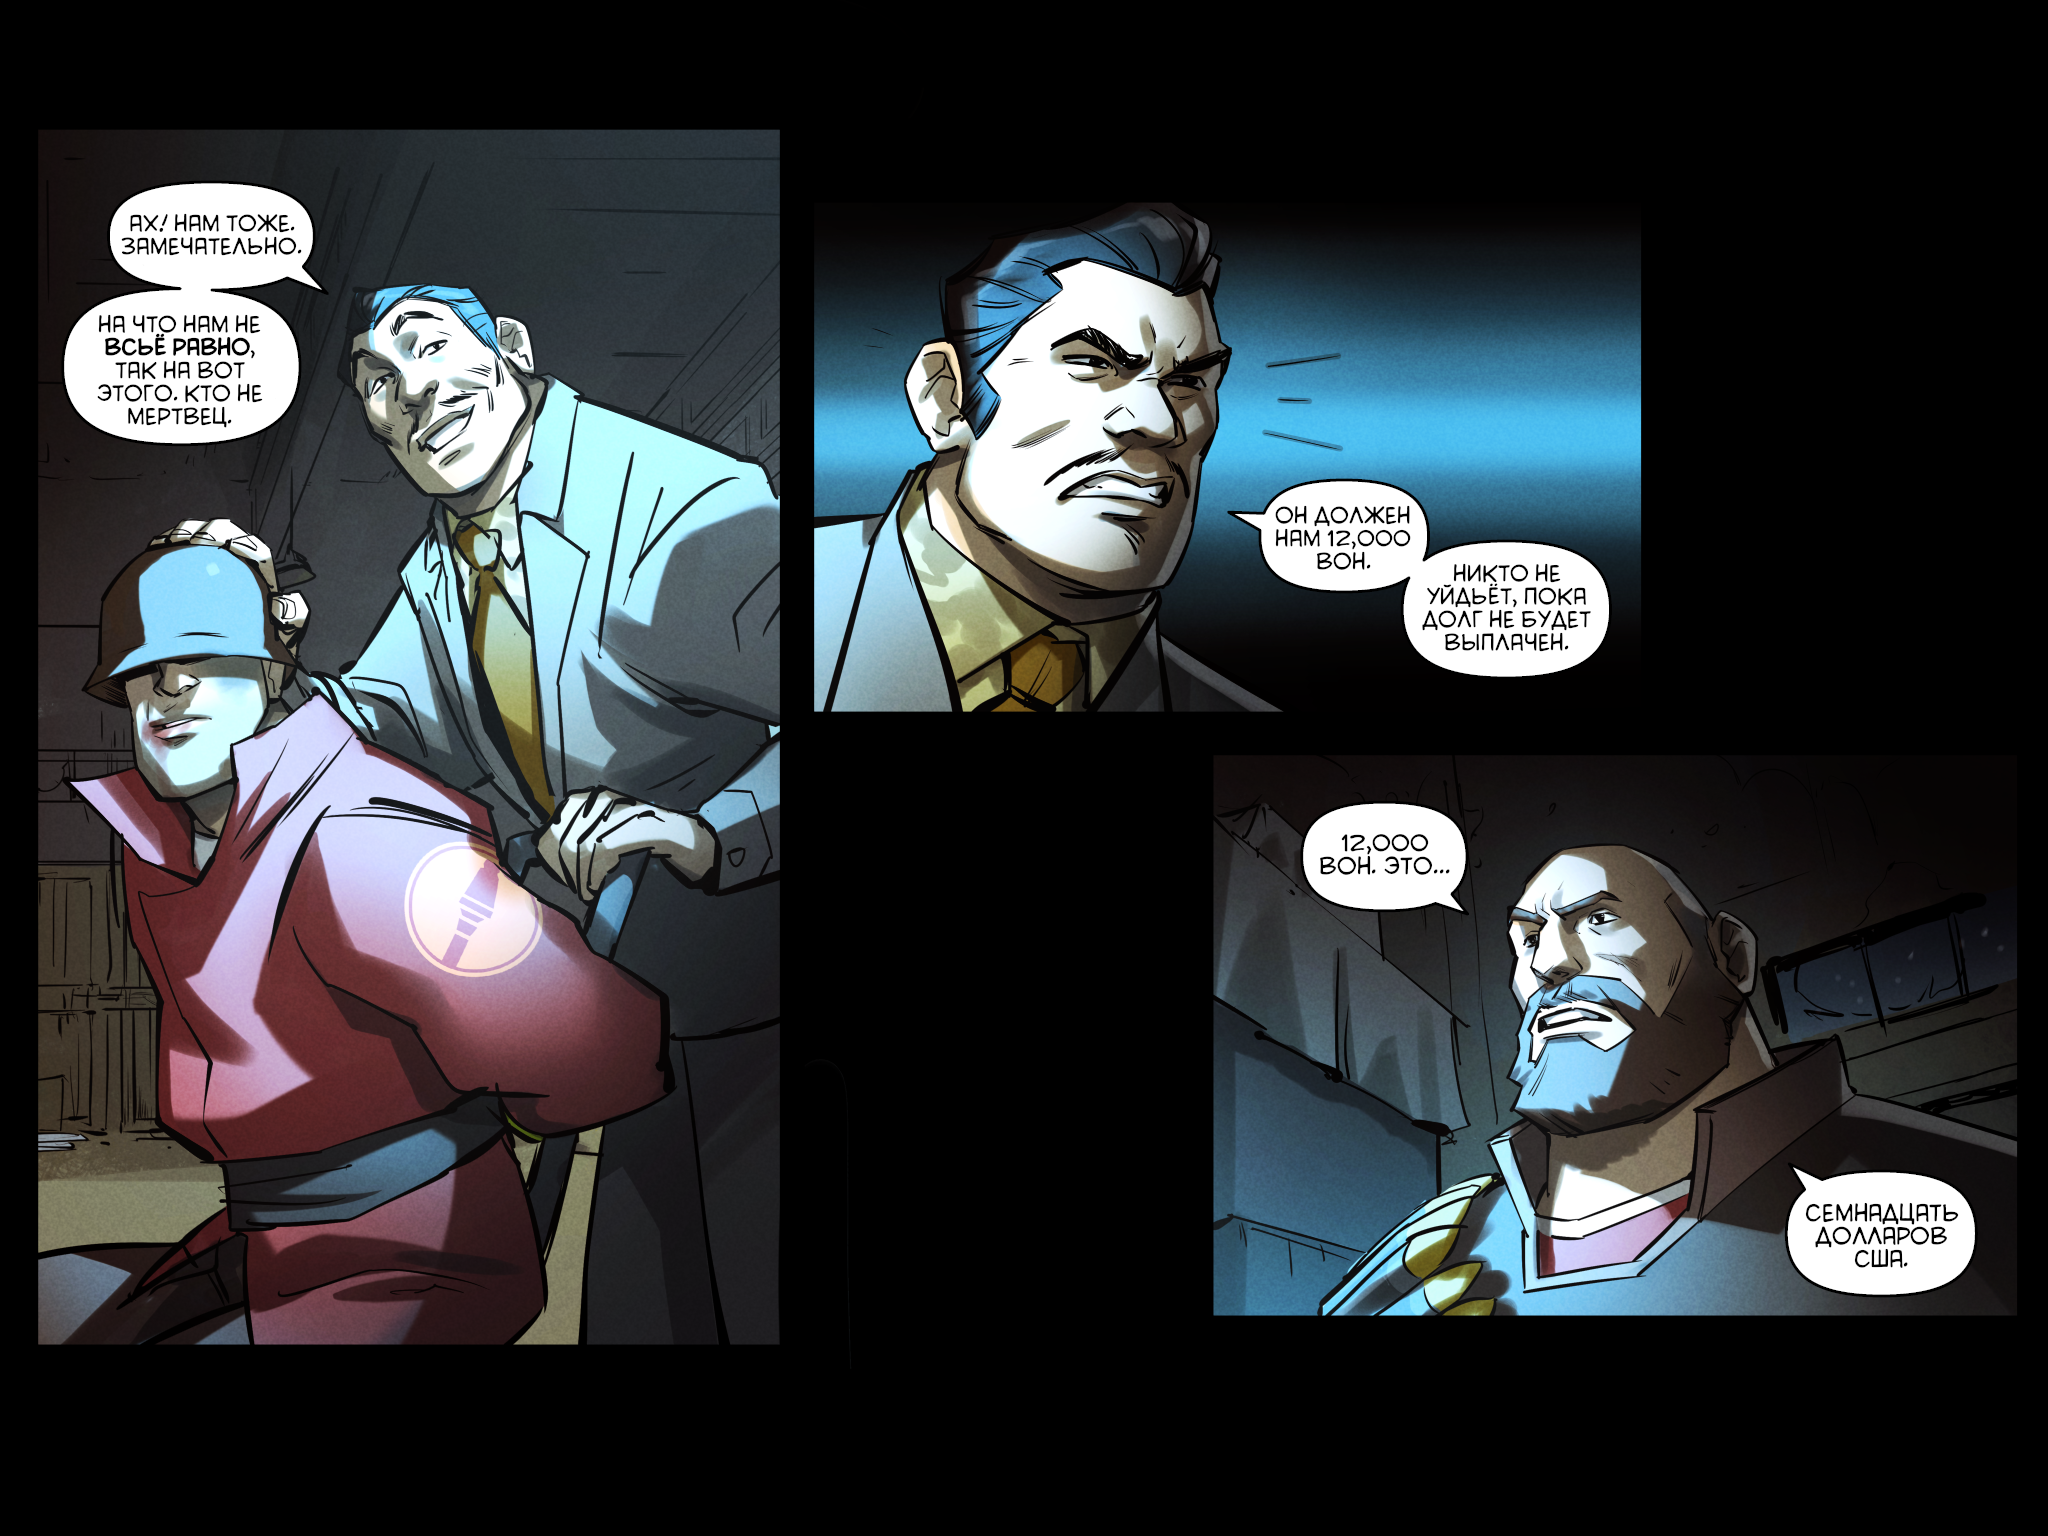 АХ! НАМ ТОЖЕ.
ЗАМЕЧАТЕЛЬНО.
НА ЧТО НАМ НЕ
ВСЬЁ РАВНО,
ТАК НА ВОТ
ЭТОГО. КТО НЕ
МЕРТВЕЦ.
ОН ДОЛЖЕН
НАМ 12,000
ВОН.
НИКТО НЕ
УЙДЬЁТ, ПОКА
ДОЛГ НЕ БУДЕТ
ВЫПЛАЧЕН.
12,000
ВОН. ЭТО...
СЕМНАДЦАТЬ
ДОЛЛАРОВ
США.